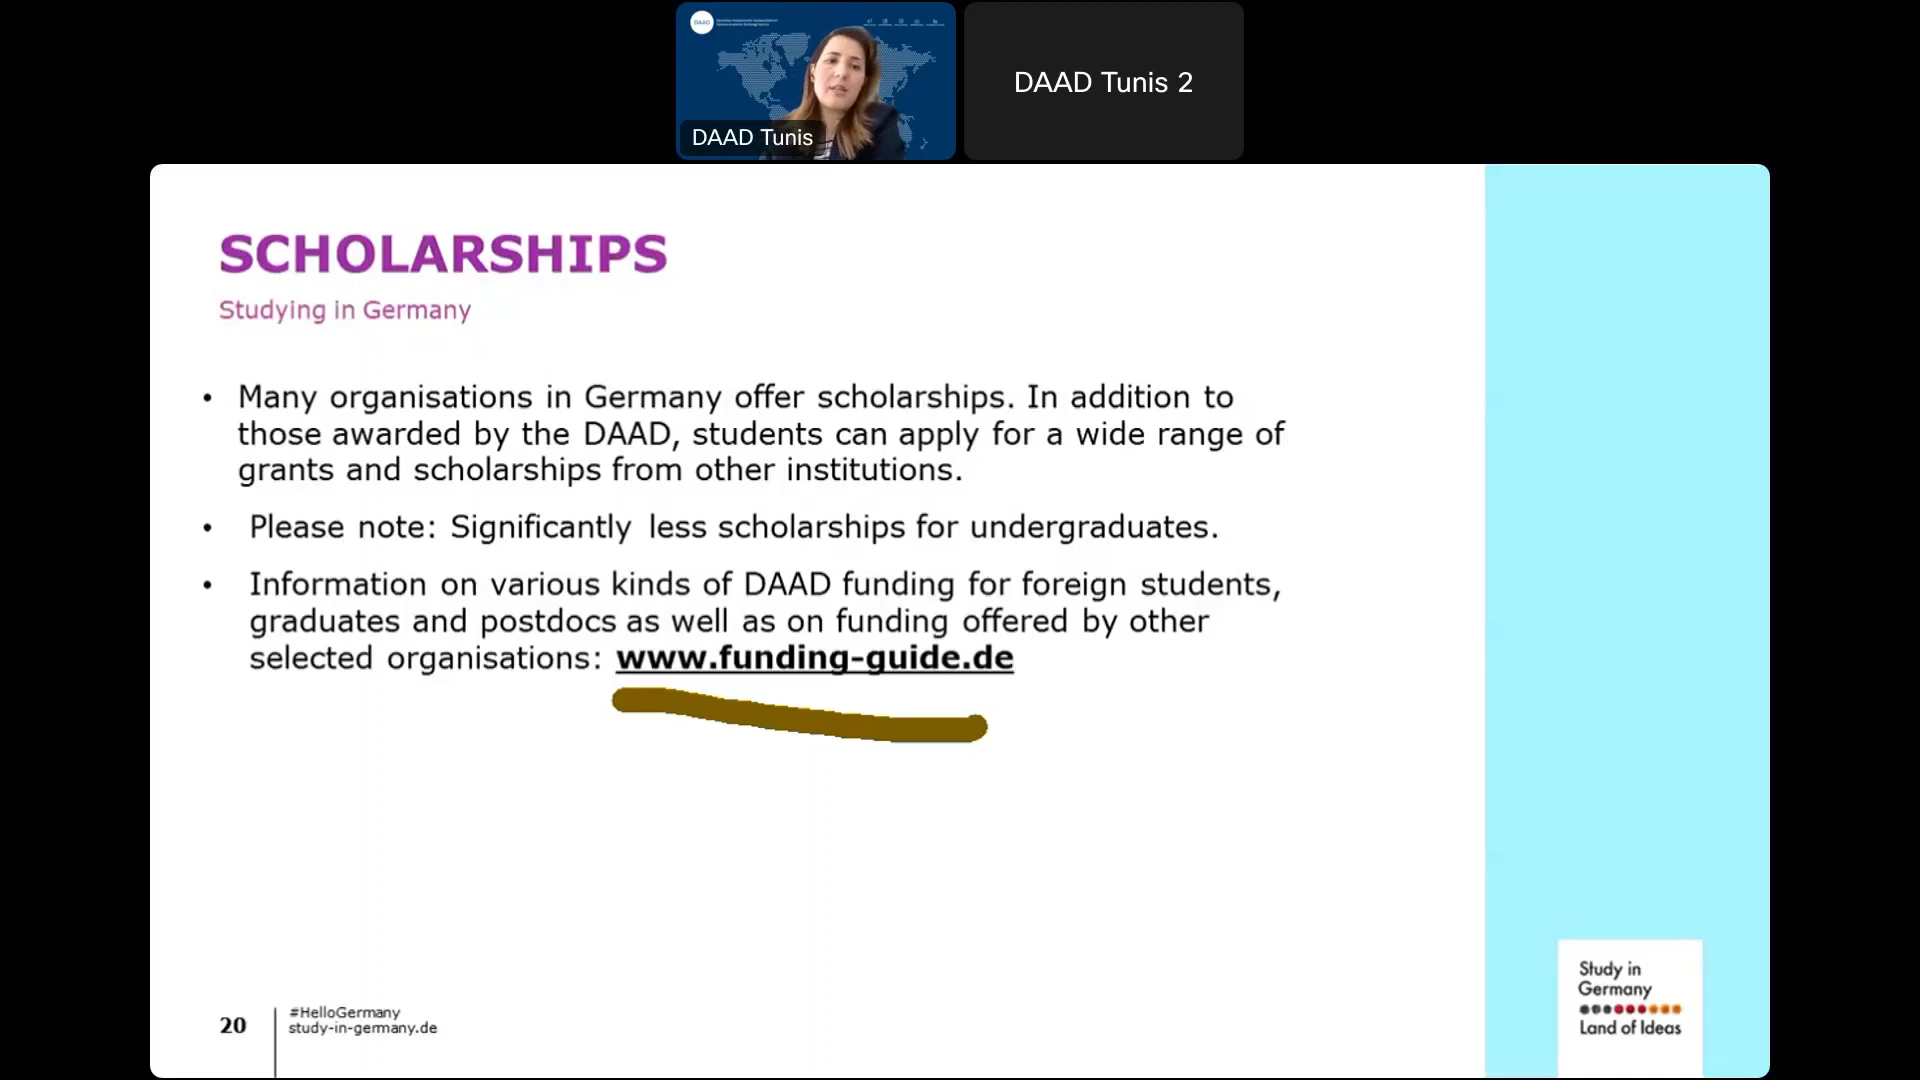 DAAD
DAAD Tunis
DAAD Tunis 2
SCHOLARSHIPS
Studying in Germany
• Many organisations in Germany offer scholarships. In addition to
those awarded by the DAAD, students can apply for a wide range of
grants and scholarships from other institutions.
• Please note: Significantly less scholarships for undergraduates.
• Information on various kinds of DAAD funding for foreign students,
graduates and postdocs as well as on funding offered by other
selected organisations: www.funding-guide.de
20
#HelloGermany
study-in-germany.de
Study in
Germany
Land of Ideas